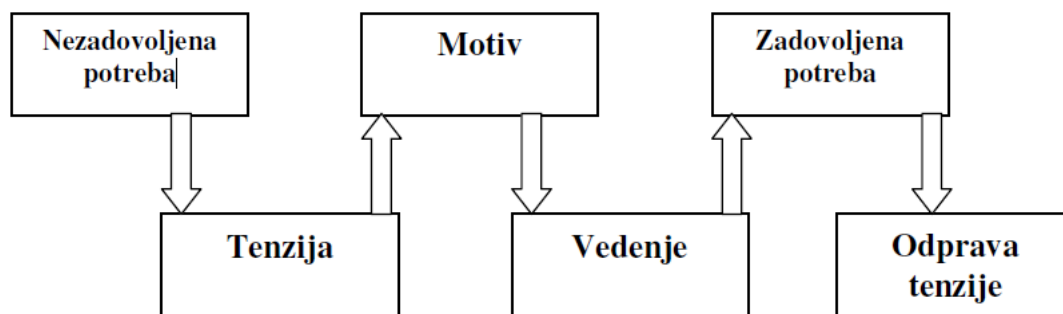 Nezadovoljena
potreba
Motiv
Zadovoljena
potreba
Tenzija
Vedenje
Odprava
tenzije